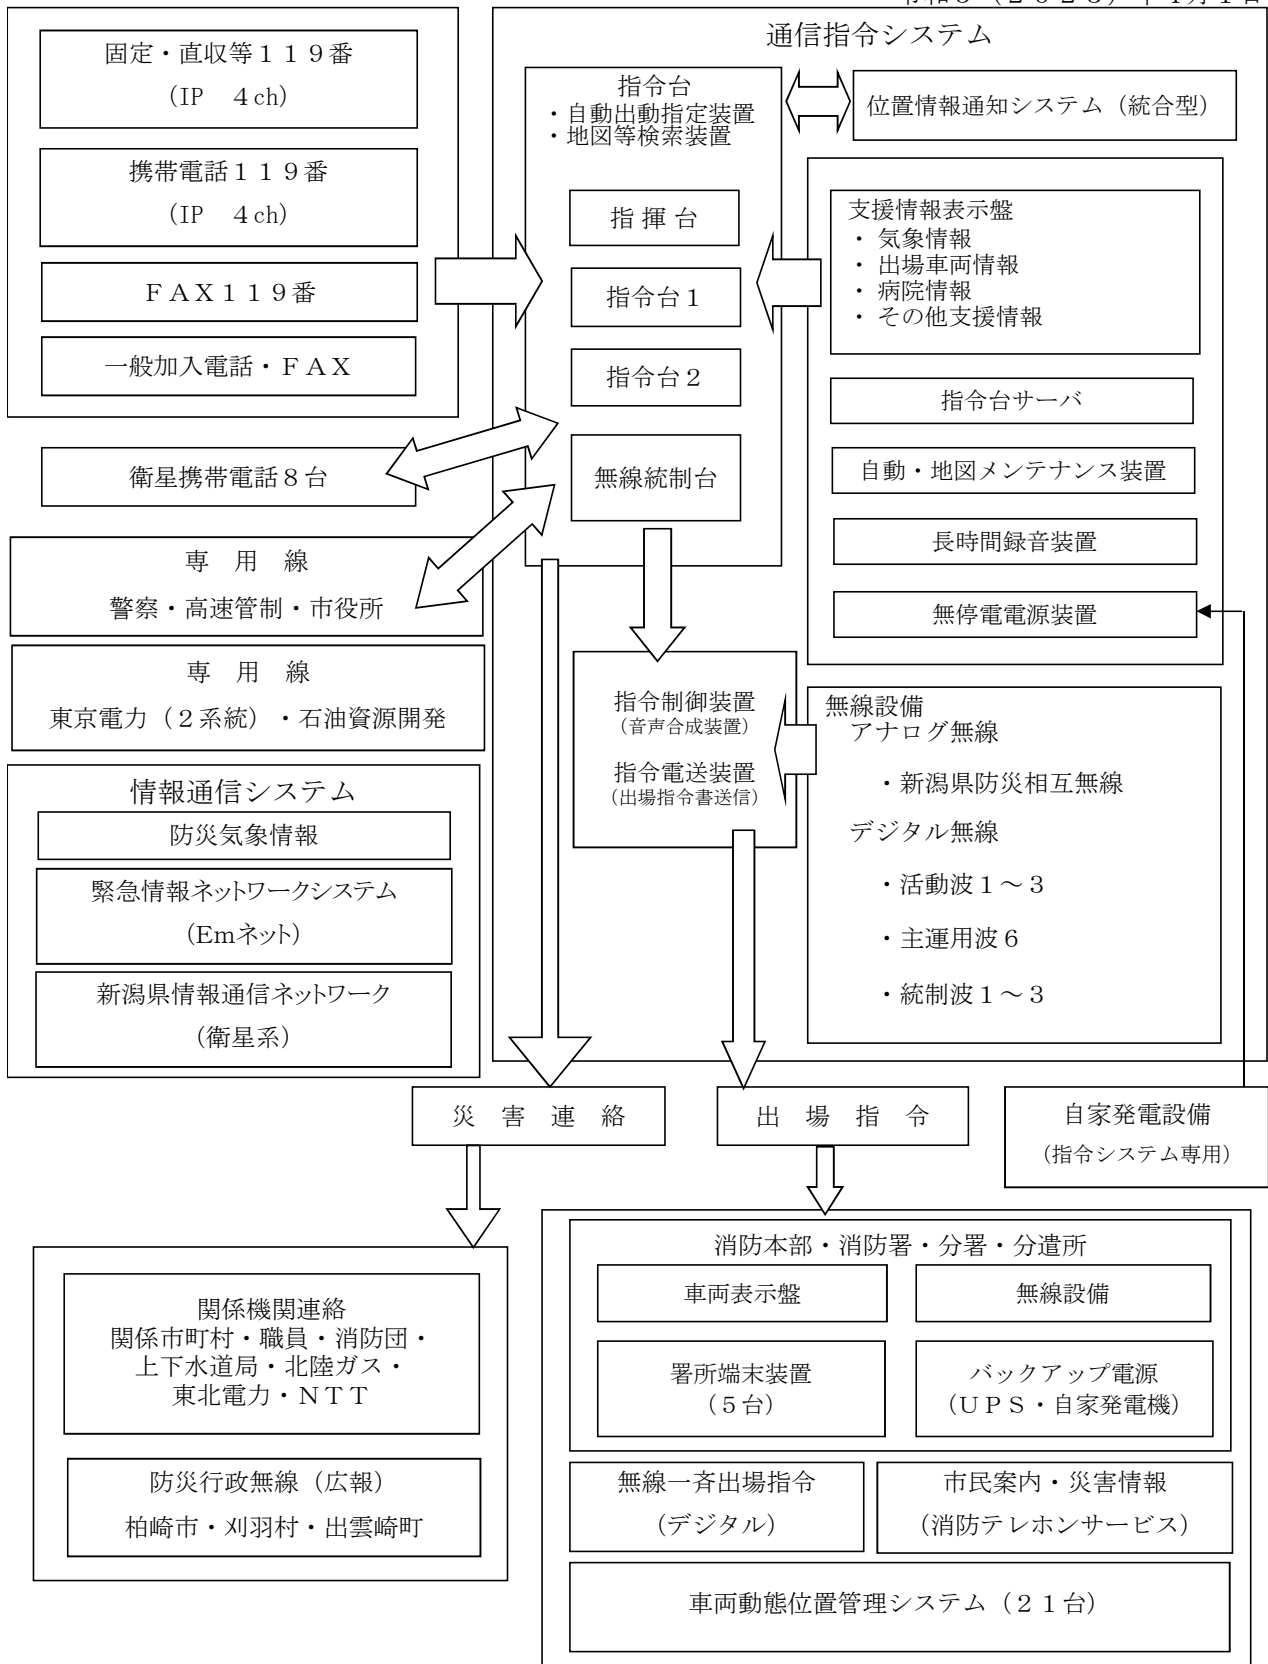 通信指令システム
固定・直収等１１９番
(IP　４ch)
携帯電話１１９番
(IP　４ch)
ＦＡＸ１１９番
一般加入電話・ＦＡＸ
衛星携帯電話８台
専　用　線
警察・高速管制・市役所
専　用　線
東京電力（２系統）・石油資源開発
情報通信システム
防災気象情報
緊急情報ネットワークシステム
(Emネット)
新潟県情報通信ネットワーク
(衛星系)
指令台
・自動出動指定装置
・地図等検索装置
指 揮 台
指令台１
指令台２
無線統制台
指令制御装置
(音声合成装置)
指令電送装置
(出場指令書送信)
位置情報通知システム（統合型）
支援情報表示盤
・ 気象情報
・ 出場車両情報
・ 病院情報
・ その他支援情報
指令台サーバ
自動・地図メンテナンス装置
長時間録音装置
無停電電源装置
無線設備
アナログ無線
・新潟県防災相互無線
デジタル無線
・活動波１～３
・主運用波６
・統制波１～３
災　害　連　絡
出　場　指　令
自家発電設備
(指令システム専用)
関係機関連絡
関係市町村・職員・消防団・
上下水道局・北陸ガス・
東北電力・ＮＴＴ
防災行政無線（広報）
柏崎市・刈羽村・出雲崎町
消防本部・消防署・分署・分遣所
車両表示盤
無線設備
署所端末装置
（５台）
バックアップ電源
(ＵＰＳ・自家発電機)
無線一斉出場指令
(デジタル)
市民案内・災害情報
(消防テレホンサービス)
車両動態位置管理システム（２１台）